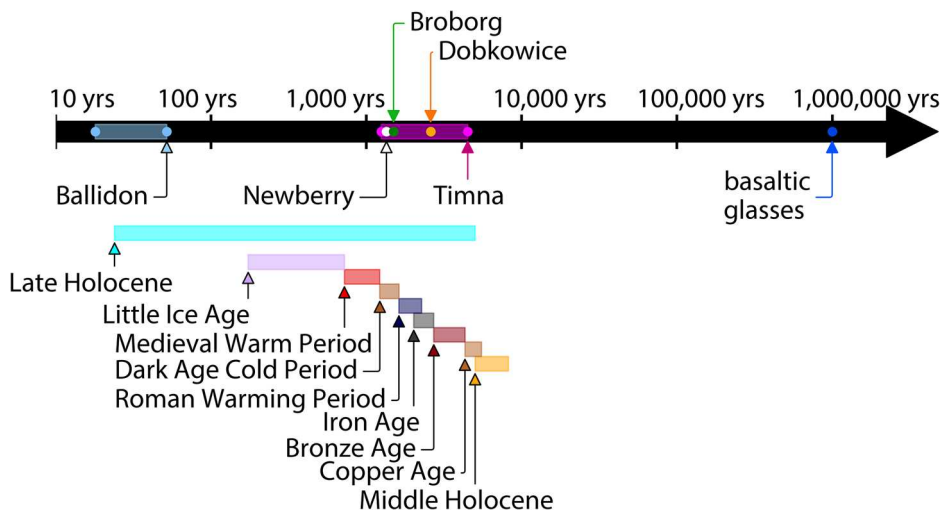 Broborg
Dobkowice
10 yrs
100 yrs
1,000 yrs
10,000 yrs
100,000 yrs
1,000,000 yrs
Ballidon
Newberry
Timna
basaltic
glasses
Late Holocene
Little Ice Age
Medieval Warm Period
Dark Age Cold Period
Roman Warming Period
Iron Age
Bronze Age
Copper Age
Middle Holocene